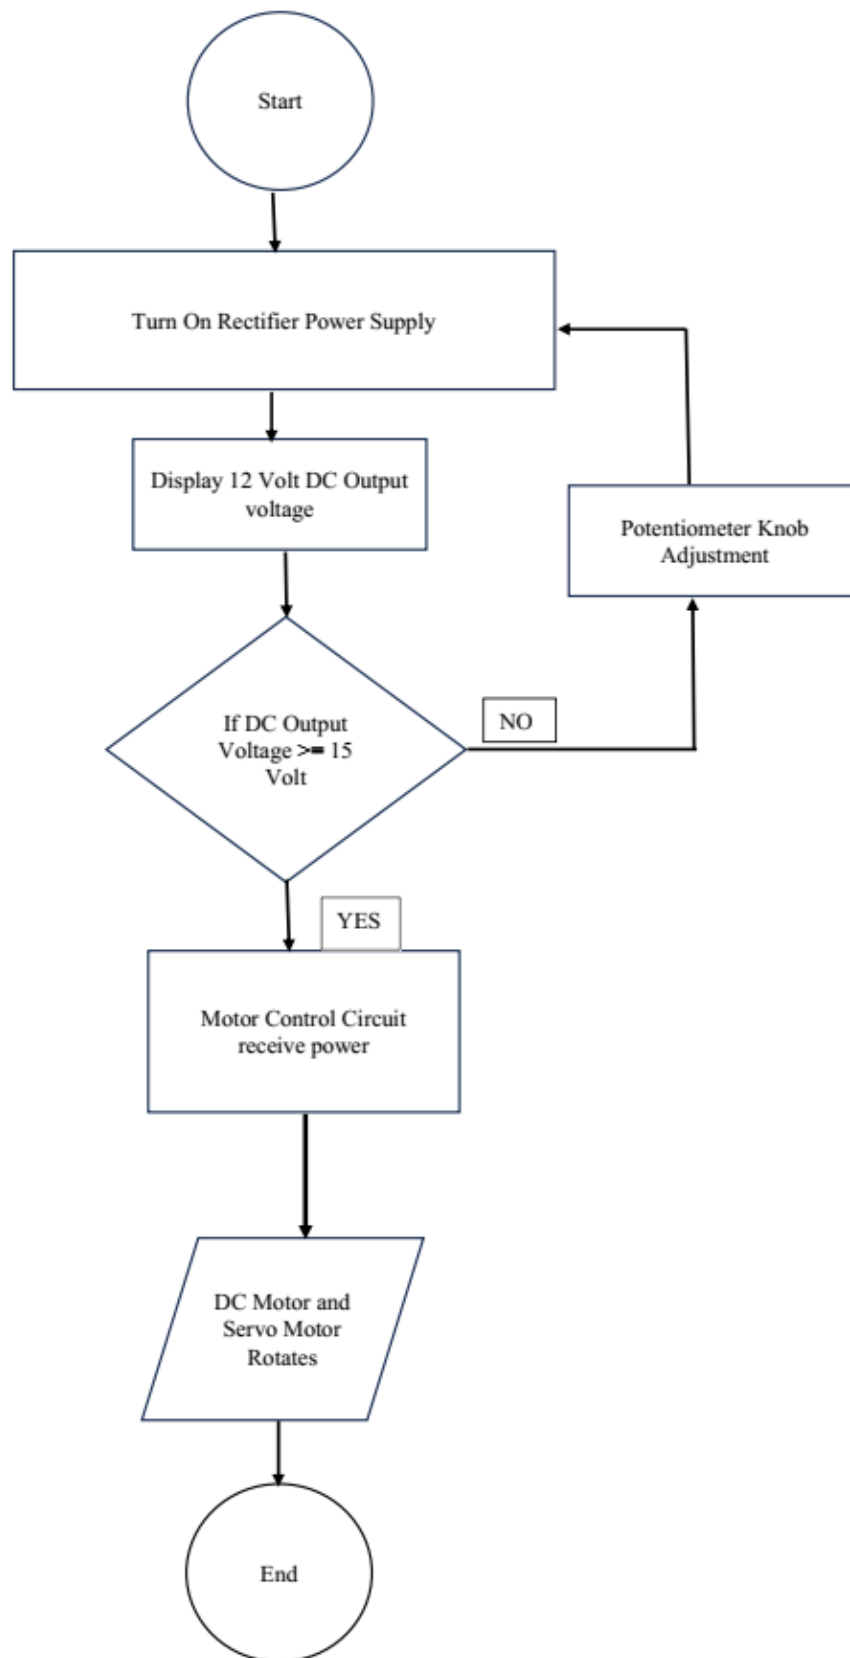 Start
Turn On Rectifier Power Supply
Display 12 Volt DC Output
voltage
Potentiometer Knob
Adjustment
If DC Output
Voltage >= 15
Volt
NO
YES
Motor Control Circuit
receive power
DC Motor and
Servo Motor
Rotates
End